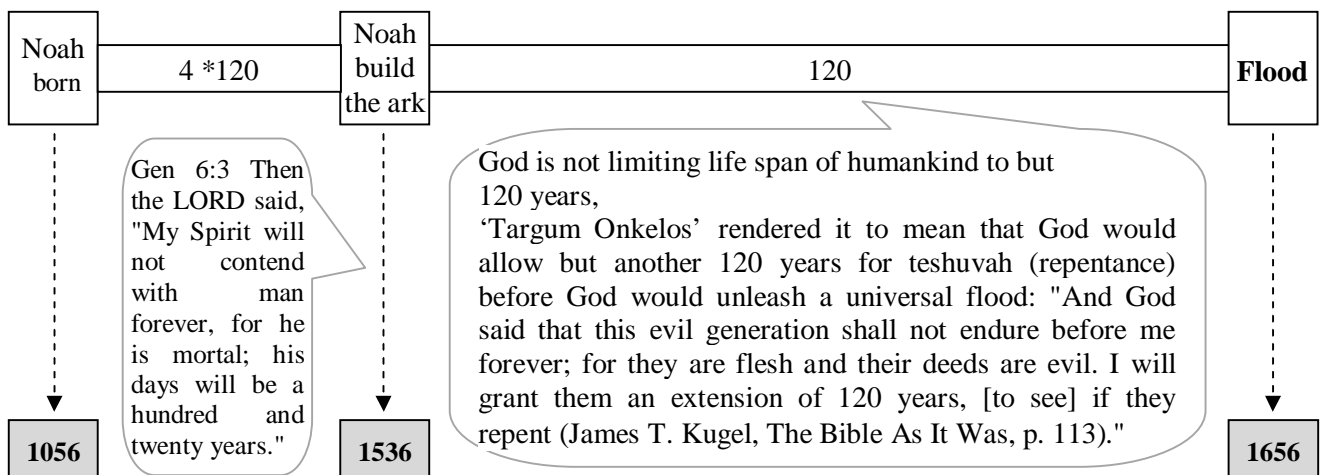 Noah
born
4 *120
Noah
build
the ark
120
Flood
Gen 6:3 Then
the LORD said,
"My Spirit will
not contend
with man
forever, for he
is mortal; his
days will be a
hundred and
twenty years."
God is not limiting life span of humankind to but
120 years,
‘Targum Onkelos’ rendered it to mean that God would
allow but another 120 years for teshuvah (repentance)
before God would unleash a universal flood: "And God
said that this evil generation shall not endure before me
forever; for they are flesh and their deeds are evil. I will
grant them an extension of 120 years, [to see] if they
repent (James T. Kugel, The Bible As It Was, p. 113)."
1056
1536
1656